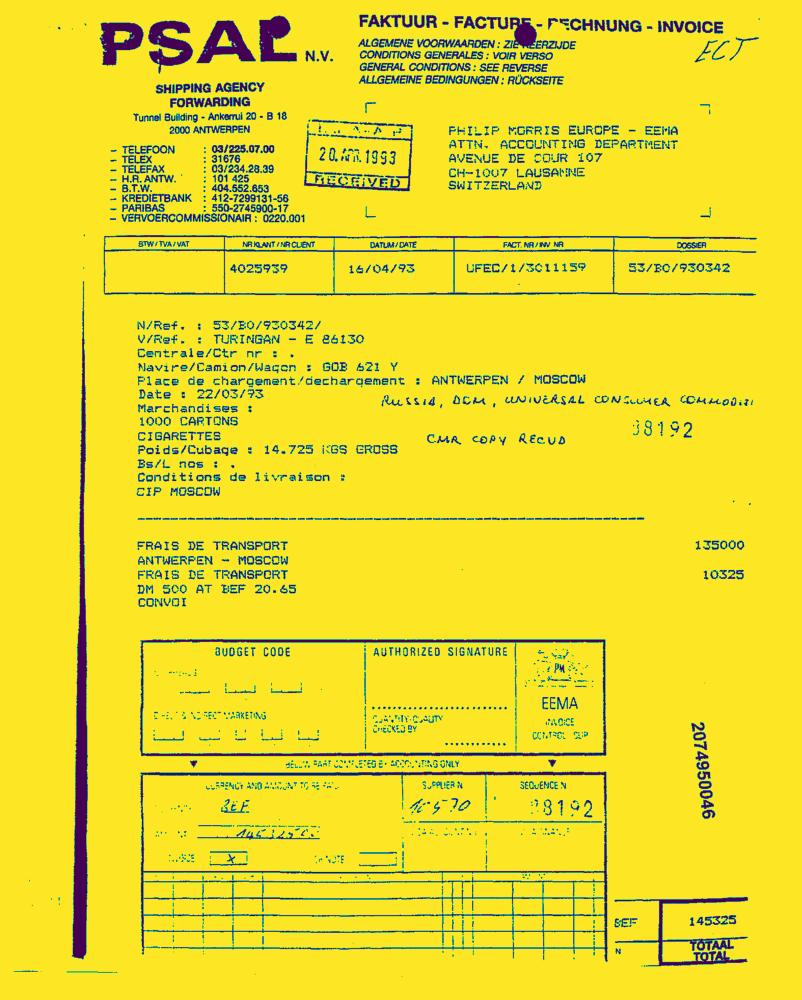 PSAL N.V.
FAKTUUR - FACTURE - RECHNUNG - INVOICE
ALGEMENE VOORWAARDEN : ZIE KEERZIJDE
CONDITIONS GENERALES : VOIR VERSO
GENERAL CONDITIONS : SEE REVERSE
ALLGEMEINE BEDINGUNGEN : RÜCKSEITE
ECT
SHIPPING AGENCY
FORWARDING
Tunnel Building - Ankerrui 20 - B 18
2000 ANTWERPEN
- TELEFOON : 03/225.07.00
- TELEX : 31676
- TELEFAX : 03/234.28.39
- H.R. ANTW. : 101 425
- B.T.W. : 404.552.653
- KREDIETBANK : 412-7299131-56
- PARIBAS : 550-2745900-17
- VERVOERCOMMISSIONAIR : 0220.001
20. APR. 1993
RECEIVED
PHILIP MORRIS EUROPE - EEMA
ATTN. ACCOUNTING DEPARTMENT
AVENUE DE COUR 107
CH-1007 LAUSANNE
SWITZERLAND
BTW / TVA / VAT NR KLANT / NR CLIENT DATUM / DATE FACT. NR / INV. NR DOSSIER
4025939 16/04/93 UFEC/1/3011159 53/BO/930342
N/Ref. : 53/BO/930342/
V/Ref. : TURINGAN - E 86130
Centrale/Ctr nr : .
Navire/Camion/Wagon : GOB 621 Y
Place de chargement/dechargement : ANTWERPEN / MOSCOW
Date : 22/03/93
RUSSIA, DCM, UNIVERSAL CONSUMER COMMODITI
Marchandises :
1000 CARTONS
CIGARETTES
CMR COPY RECVD
38192
Poids/Cubage : 14.725 KGS GROSS
Bs/L nos : .
Conditions de livraison :
CIP MOSCOW
FRAIS DE TRANSPORT 135000
ANTWERPEN - MOSCOW
FRAIS DE TRANSPORT 10325
DM 500 AT BEF 20.65
CONVOI
BUDGET CODE AUTHORIZED SIGNATURE
PM
EEMA
INVOICE
CONTROL SLIP
DIRECT & INDIRECT MARKETING
QUANTITY-QUALITY
CHECKED BY
BELOW PART COMPLETED BY ACCOUNTING ONLY
CURRENCY AND AMOUNT TO BE PAID SUPPLIER N SEQUENCE N
BEF
38192
INVOICE X
2074950046
BEF 145325
N TOTAAL
TOTAL